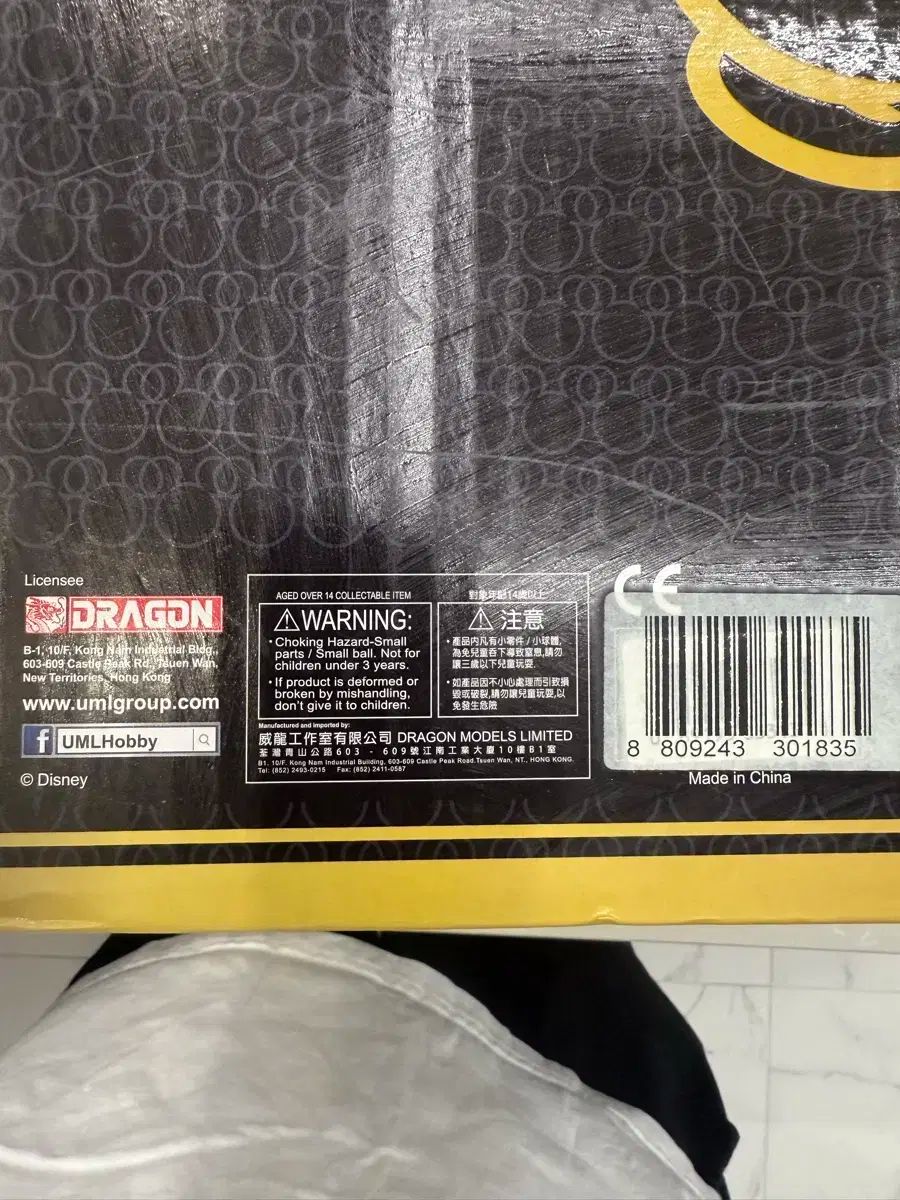 Licensee
DRAGON
B-1, 10/F, Kong Nam Industrial Bldg.,
603-609 Castle Peak Rd., Tsuen Wan,
New Territories, Hong Kong
www.umlgroup.com
f UMLHobby
© Disney
AGED OVER 14 COLLECTABLE ITEM
WARNING:
• Choking Hazard-Small
parts / Small ball. Not for
children under 3 years.
• If product is deformed or
broken by mishandling,
don't give it to children.
對象年齡14歲以上
注意
• 產品内凡有小零件 / 小球體,
為免兒童吞下導致窒息,請勿
讓三歲以下兒童玩耍.
• 如產品因不小心處理而引致損
毀或破裂,請勿讓兒童玩耍,以
免發生危險
Manufactured and imported by:
威龍工作室有限公司 DRAGON MODELS LIMITED
荃灣青山公路603 - 609號江南工業大廈10樓B1室
B1. 10/F. Kong Nam Industrial Building, 603-609 Castle Peak Road.Tsuen Wan, NT., HONG KONG.
Tel: (852) 2493-0215 Fax: (852) 2411-0587
CE
8 809243 301835
Made in China